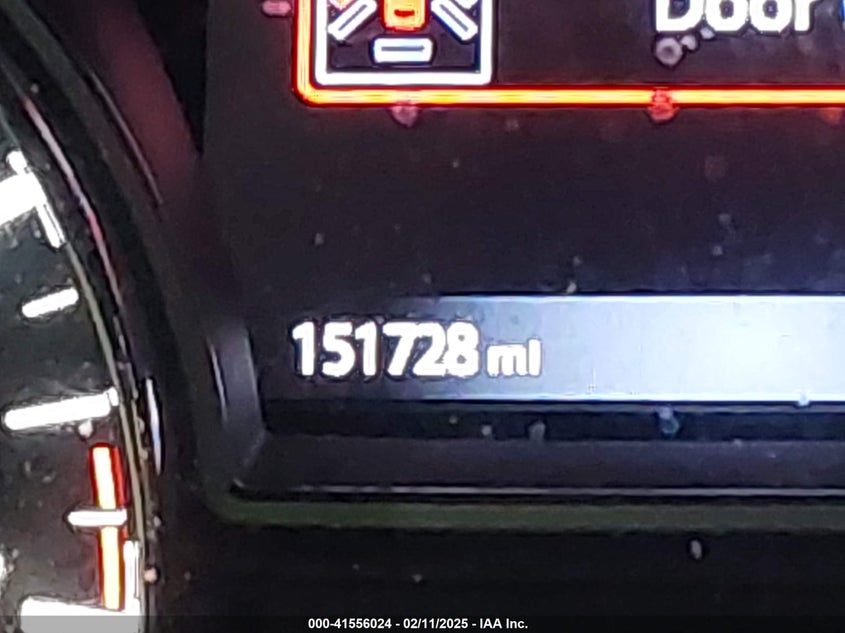 Door
151728 mi
000-41556024 - 02/11/2025 - IAA Inc.